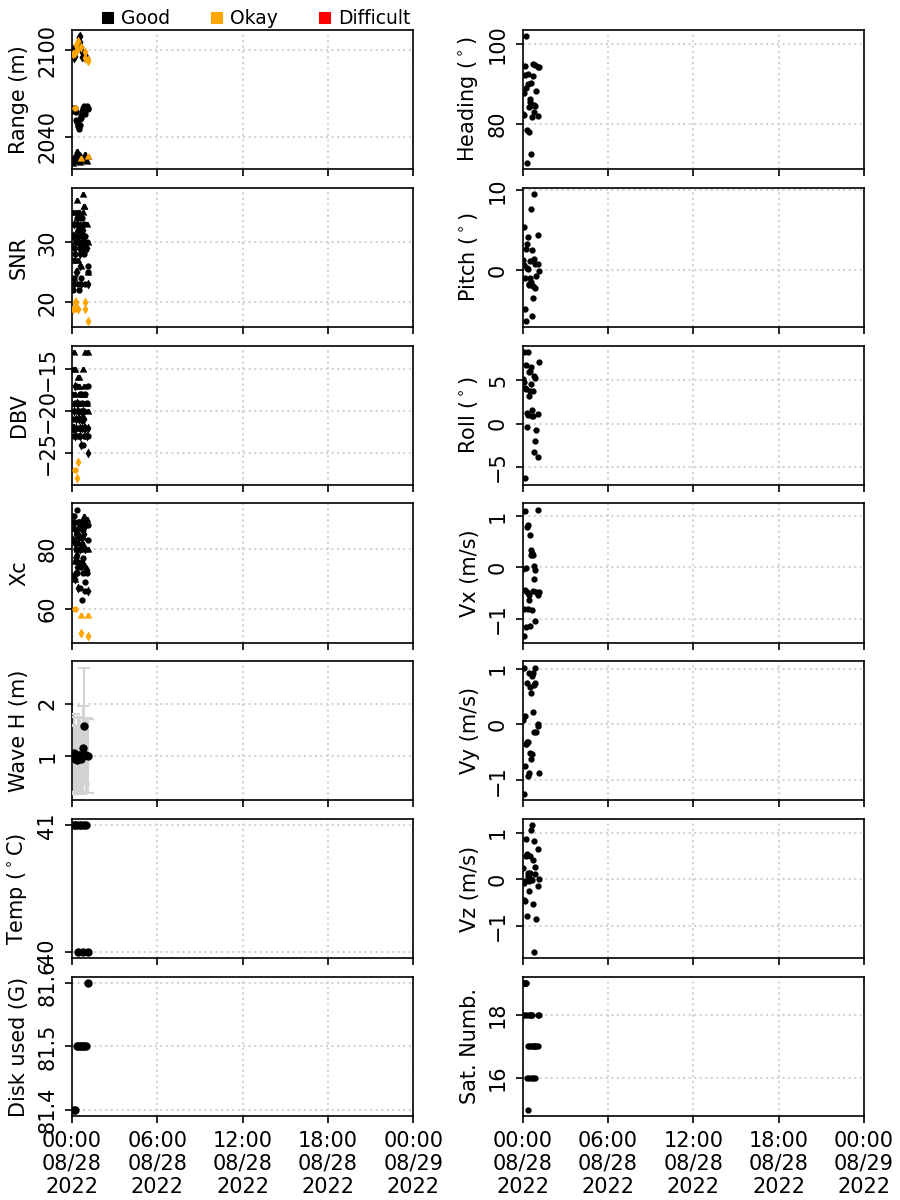 Good Okay Difficult
Range (m)
2100
2040
Heading (°)
100
80
SNR
30
20
Pitch (°)
10
0
DBV
−15
−20
−25
Roll (°)
5
0
−5
Xc
80
60
Vx (m/s)
1
0
−1
Wave H (m)
2
1
Vy (m/s)
1
0
−1
Temp (°C)
41
40
Vz (m/s)
1
0
−1
Disk used (G)
81.6
81.5
81.4
Sat. Numb.
18
16
00:00 06:00 12:00 18:00 00:00
08/28 08/28 08/28 08/28 08/29
2022 2022 2022 2022 2022
00:00 06:00 12:00 18:00 00:00
08/28 08/28 08/28 08/28 08/29
2022 2022 2022 2022 2022